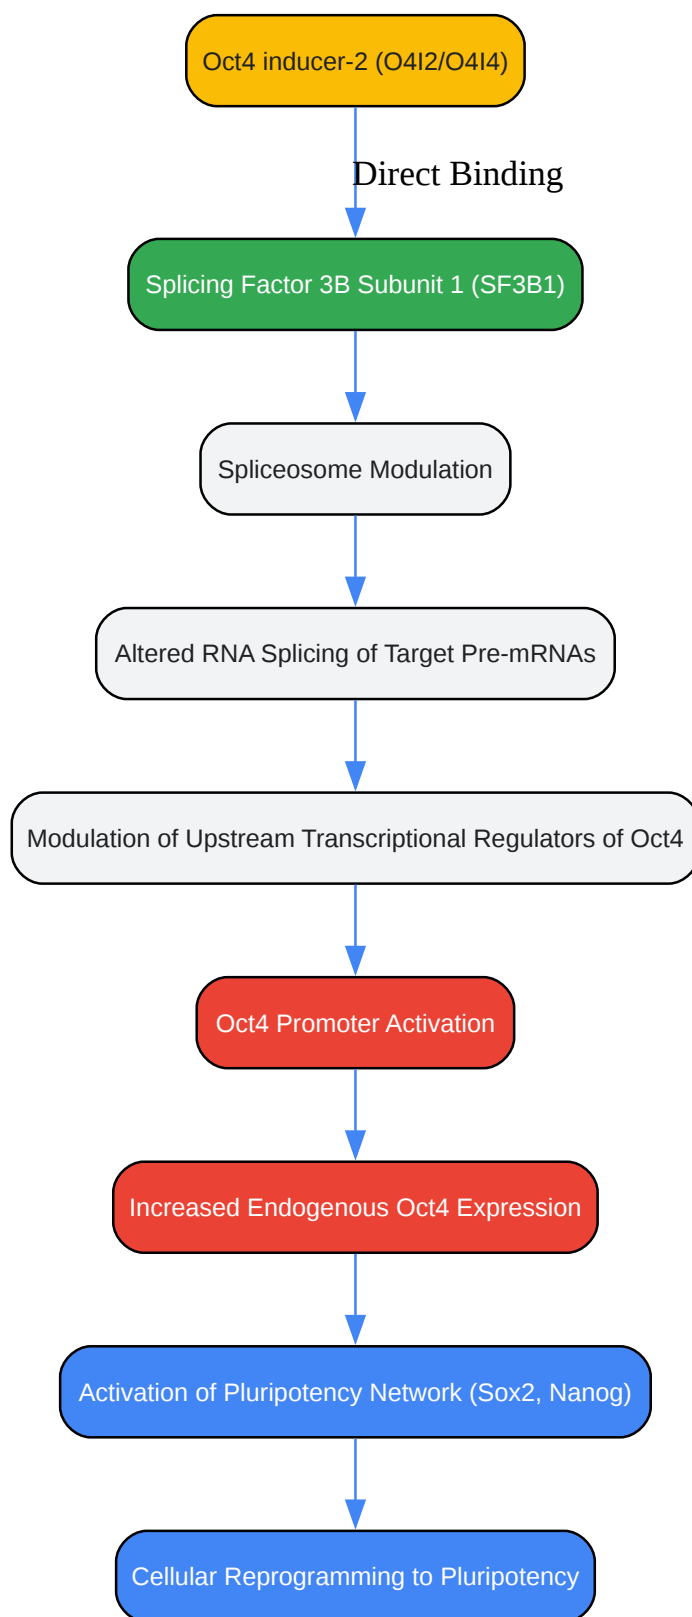 Oct4 inducer-2 (O4I2/O4I4)
Direct Binding
Splicing Factor 3B Subunit 1 (SF3B1)
Spliceosome Modulation
Altered RNA Splicing of Target Pre-mRNAs
Modulation of Upstream Transcriptional Regulators of Oct4
Oct4 Promoter Activation
Increased Endogenous Oct4 Expression
Activation of Pluripotency Network (Sox2, Nanog)
Cellular Reprogramming to Pluripotency